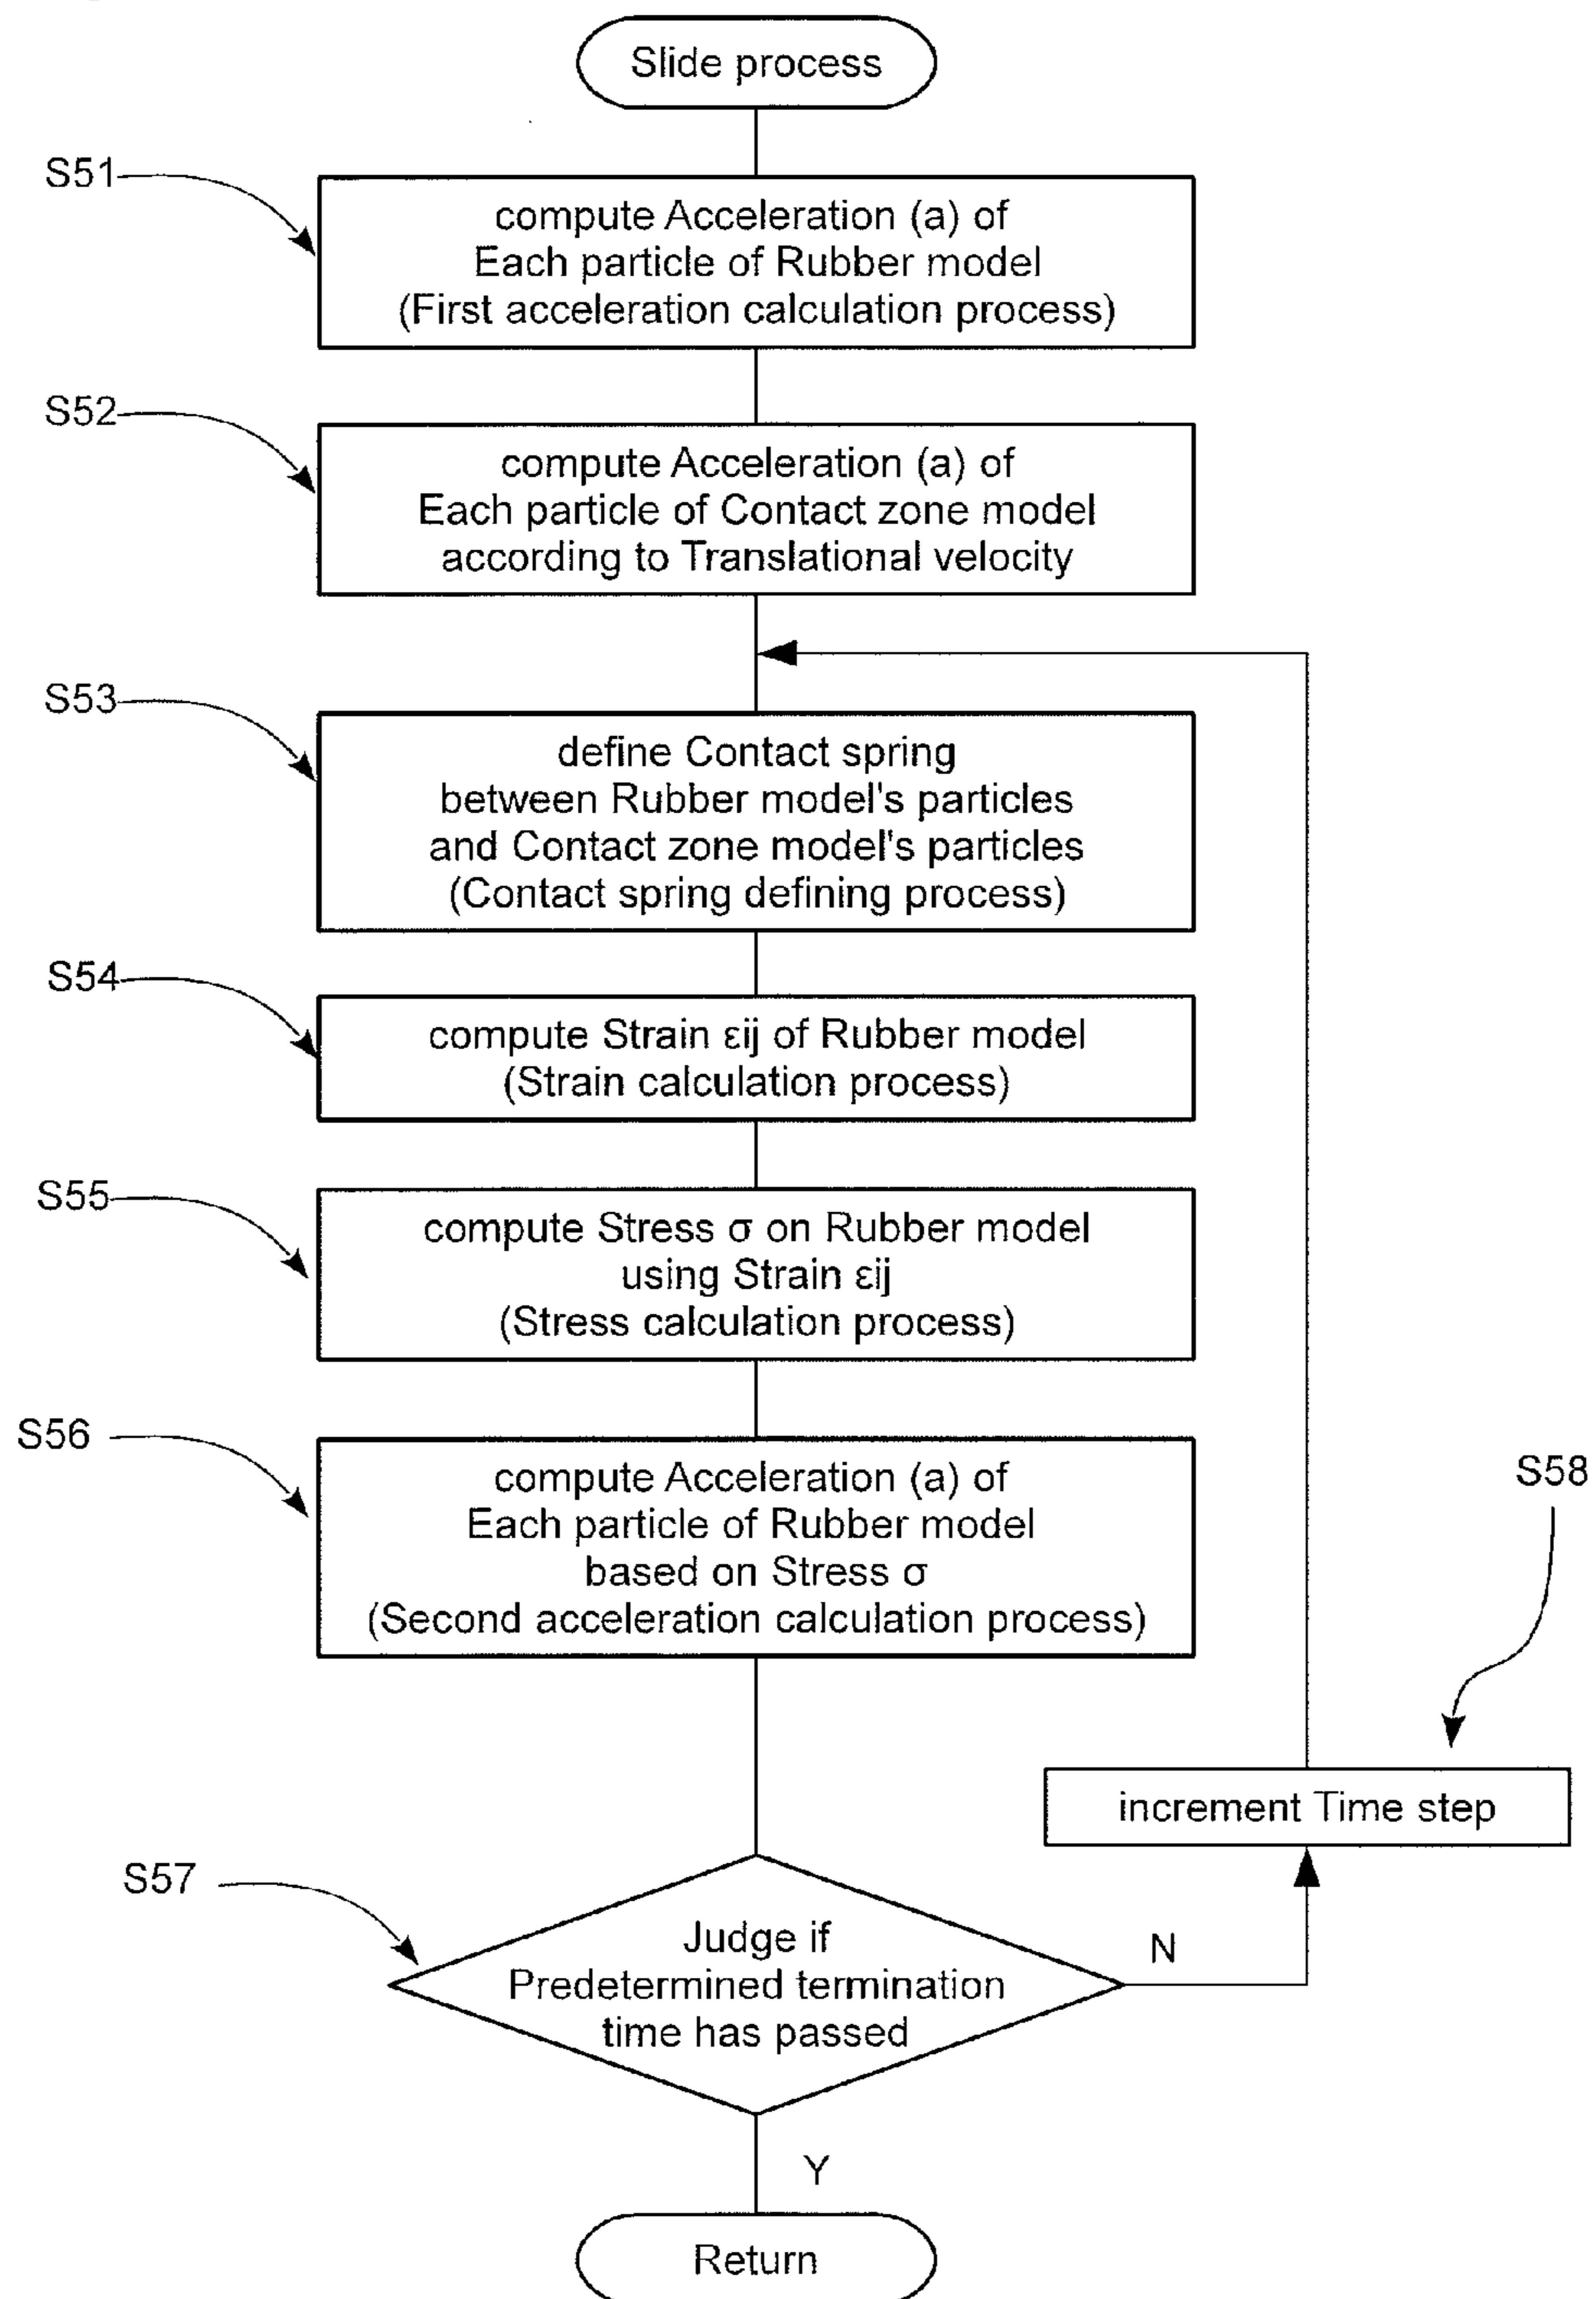 Slide process
S51
compute Acceleration (a) of
Each particle of Rubber model
(First acceleration calculation process)
S52
compute Acceleration (a) of
Each particle of Contact zone model
according to Translational velocity
S53
define Contact spring
between Rubber model's particles
and Contact zone model's particles
(Contact spring defining process)
S54
compute Strain εij of Rubber model
(Strain calculation process)
S55
compute Stress σ on Rubber model
using Strain εij
(Stress calculation process)
S56
compute Acceleration (a) of
Each particle of Rubber model
based on Stress σ
(Second acceleration calculation process)
S58
increment Time step
S57
Judge if
Predetermined termination
time has passed
N
Y
Return